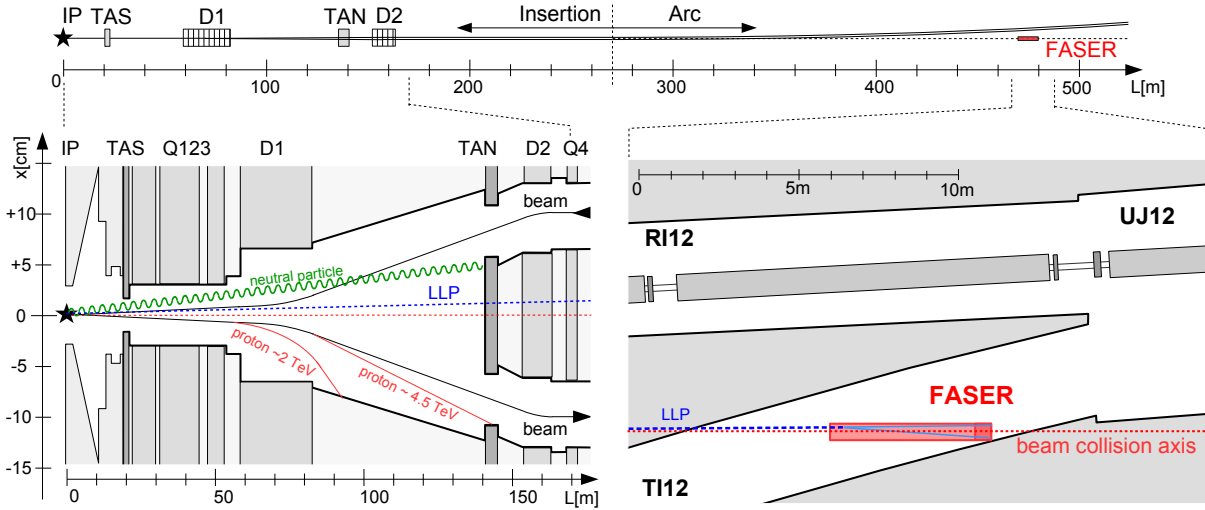 IP TAS D1 TAN D2 Insertion Arc
FASER
0 100 200 300 400 500 L[m]
IP TAS Q123 D1 TAN D2 Q4
x[cm]
+10
+5
0
-5
-10
-15
beam
neutral particle
LLP
proton ~2 TeV
proton ~ 4.5 TeV
beam
0 50 100 150 L[m]
0 5m 10m
RI12
UJ12
FASER
LLP
beam collision axis
TI12